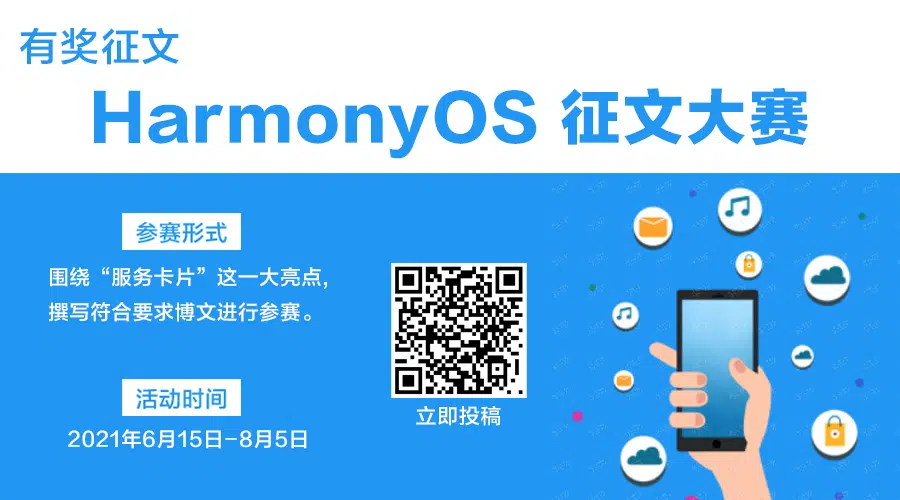 有奖征文
HarmonyOS 征文大赛
参赛形式
围绕“服务卡片”这一大亮点，
撰写符合要求博文进行参赛。
立即投稿
活动时间
2021年6月15日-8月5日